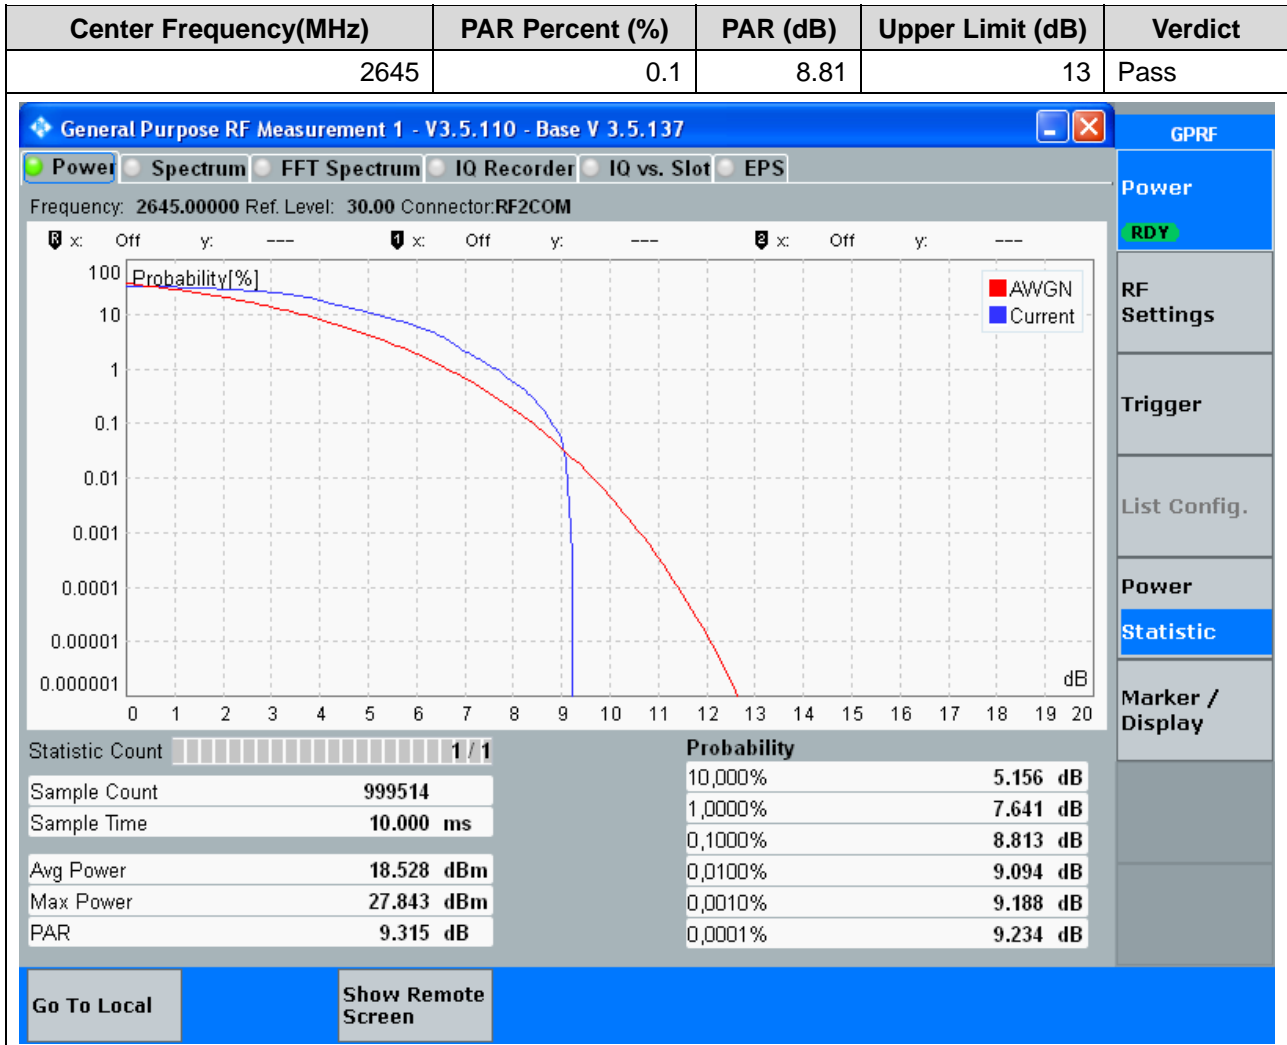 Center Frequency(MHz) PAR Percent (%) PAR (dB) Upper Limit (dB) Verdict
2645 0.1 8.81 13 Pass
General Purpose RF Measurement 1 - V3.5.110 - Base V 3.5.137
GPRF
Power Spectrum FFT Spectrum IQ Recorder IQ vs. Slot EPS
Power
RDY
Frequency: 2645.00000 Ref. Level: 30.00 Connector:RF2COM
R x: Off y: --- 1 x: Off y: --- 2 x: Off y: ---
Probability[%]
AWGN
Current
100
10
1
0.1
0.01
0.001
0.0001
0.00001
0.000001
dB
0 1 2 3 4 5 6 7 8 9 10 11 12 13 14 15 16 17 18 19 20
RF
Settings
Trigger
List Config.
Power
Statistic
Marker /
Display
Statistic Count 1 / 1
Sample Count 999514
Sample Time 10.000 ms
Avg Power 18.528 dBm
Max Power 27.843 dBm
PAR 9.315 dB
Probability
10,000% 5.156 dB
1,0000% 7.641 dB
0,1000% 8.813 dB
0,0100% 9.094 dB
0,0010% 9.188 dB
0,0001% 9.234 dB
Go To Local
Show Remote
Screen